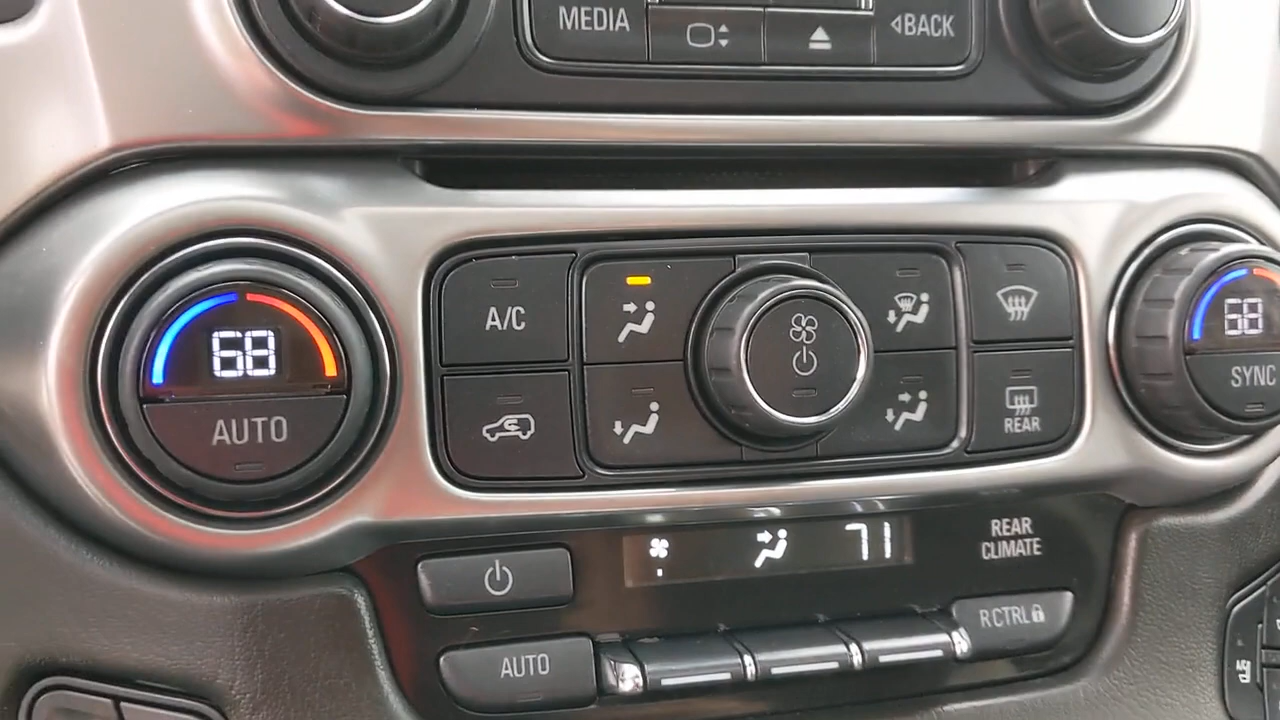 MEDIA
BACK
A/C
68
68
AUTO
SYNC
REAR
71
REAR
CLIMATE
R CTRL
AUTO